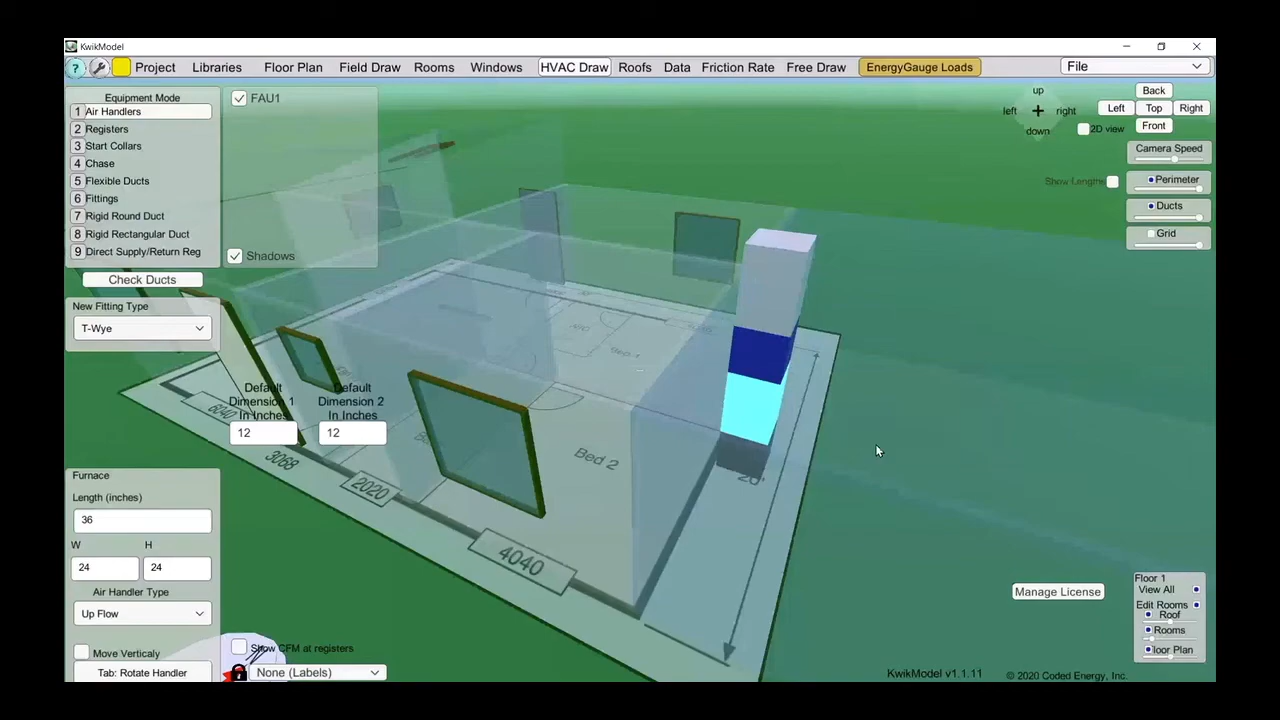 KwikModel
? Project Libraries Floor Plan Field Draw Rooms Windows HVAC Draw Roofs Data Friction Rate Free Draw EnergyGauge Loads File
Equipment Mode
1 Air Handlers
2 Registers
3 Start Collars
4 Chase
5 Flexible Ducts
6 Fittings
7 Rigid Round Duct
8 Rigid Rectangular Duct
9 Direct Supply/Return Reg
FAU1
Shadows
Check Ducts
New Fitting Type
T-Wye
Default Dimension 1 In Inches
12
Default Dimension 2 In Inches
12
up
left right
down
2D view
Back
Left Top Right
Front
Camera Speed
Show Lengths
Perimeter
Ducts
Grid
Bed-1
Bed 2
6040
3068
2020
4040
20'
Furnace
Length (inches)
36
W H
24 24
Air Handler Type
Up Flow
Move Verticaly
Tab: Rotate Handler
Show CFM at registers
None (Labels)
Manage License
Floor 1
View All
Edit Rooms
Roof
Rooms
Floor Plan
KwikModel v1.1.11
© 2020 Coded Energy, Inc.